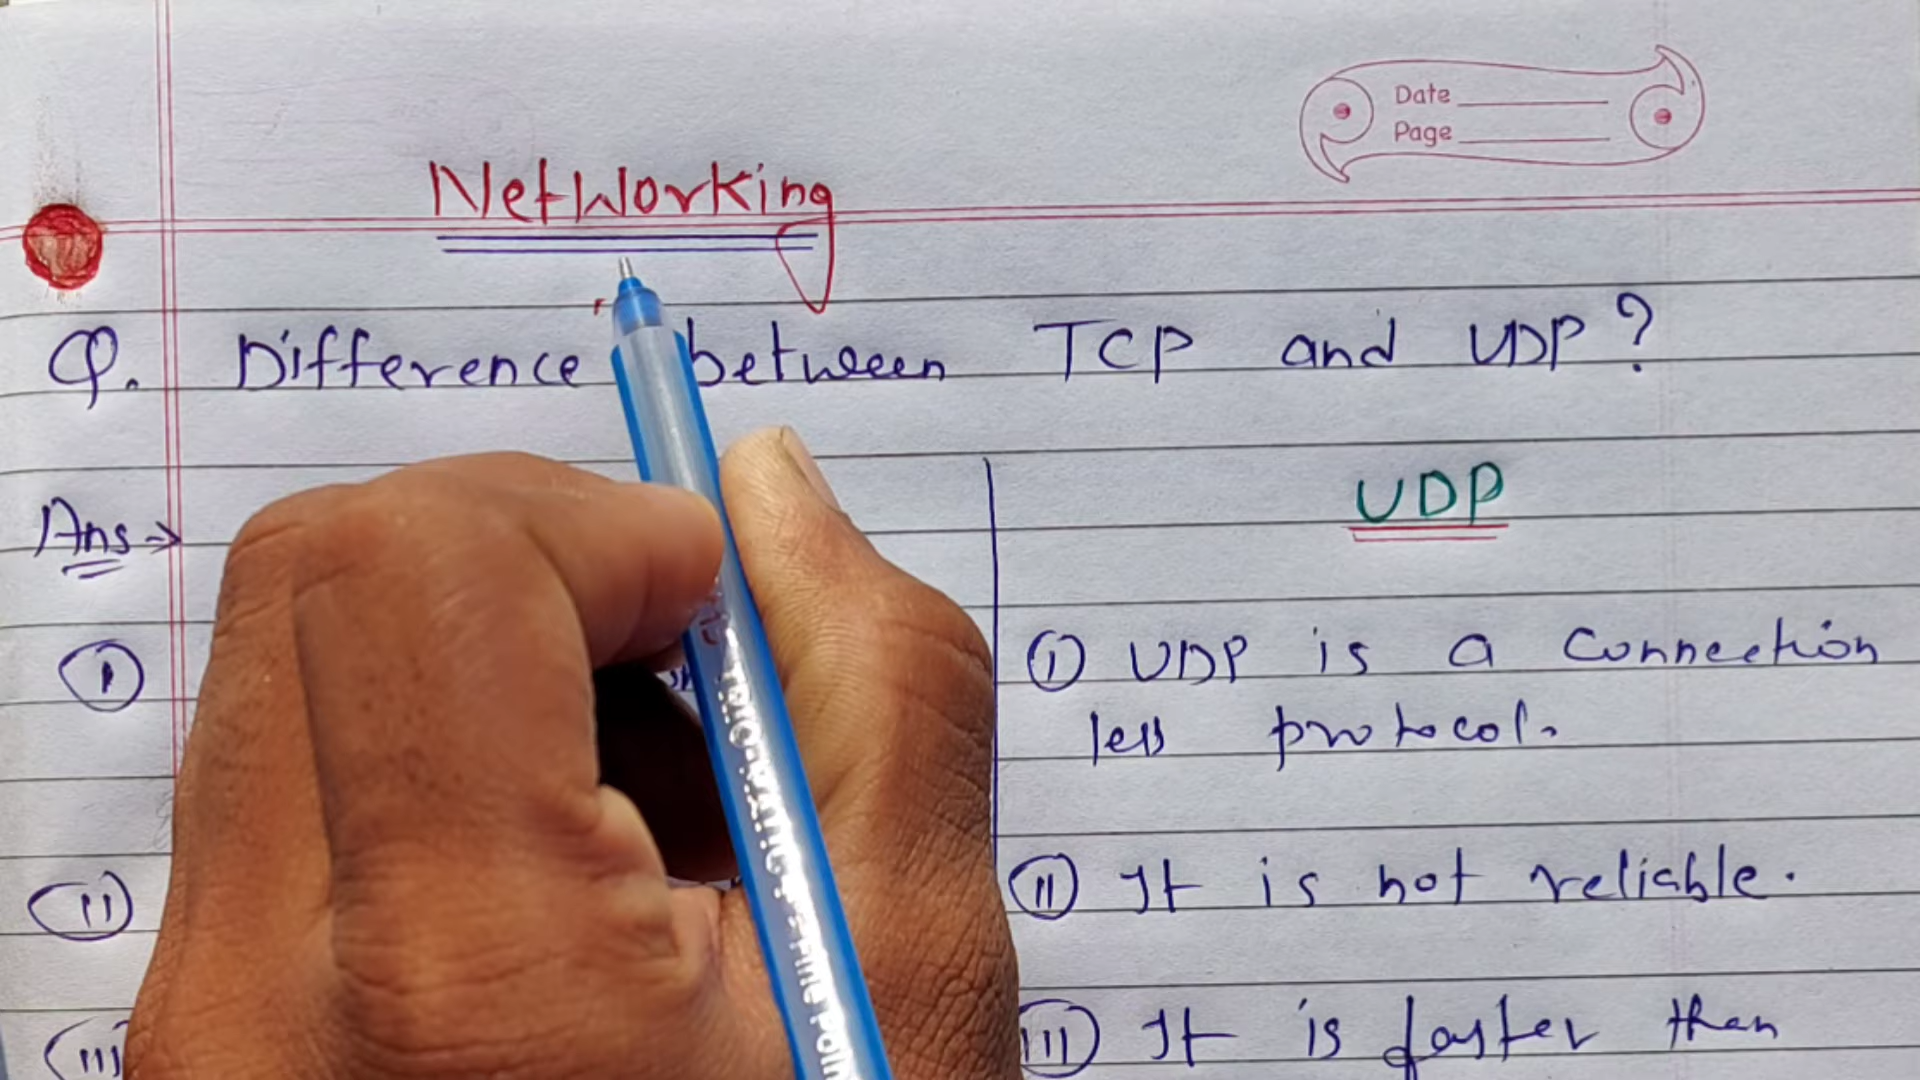 Date
Page
Networking
Q. Difference between TCP and UDP?
Ans→
UDP
(I)
(I) UDP is a connection
less protocol.
(II)
(II) It is not reliable.
(III)
(III) It is faster than